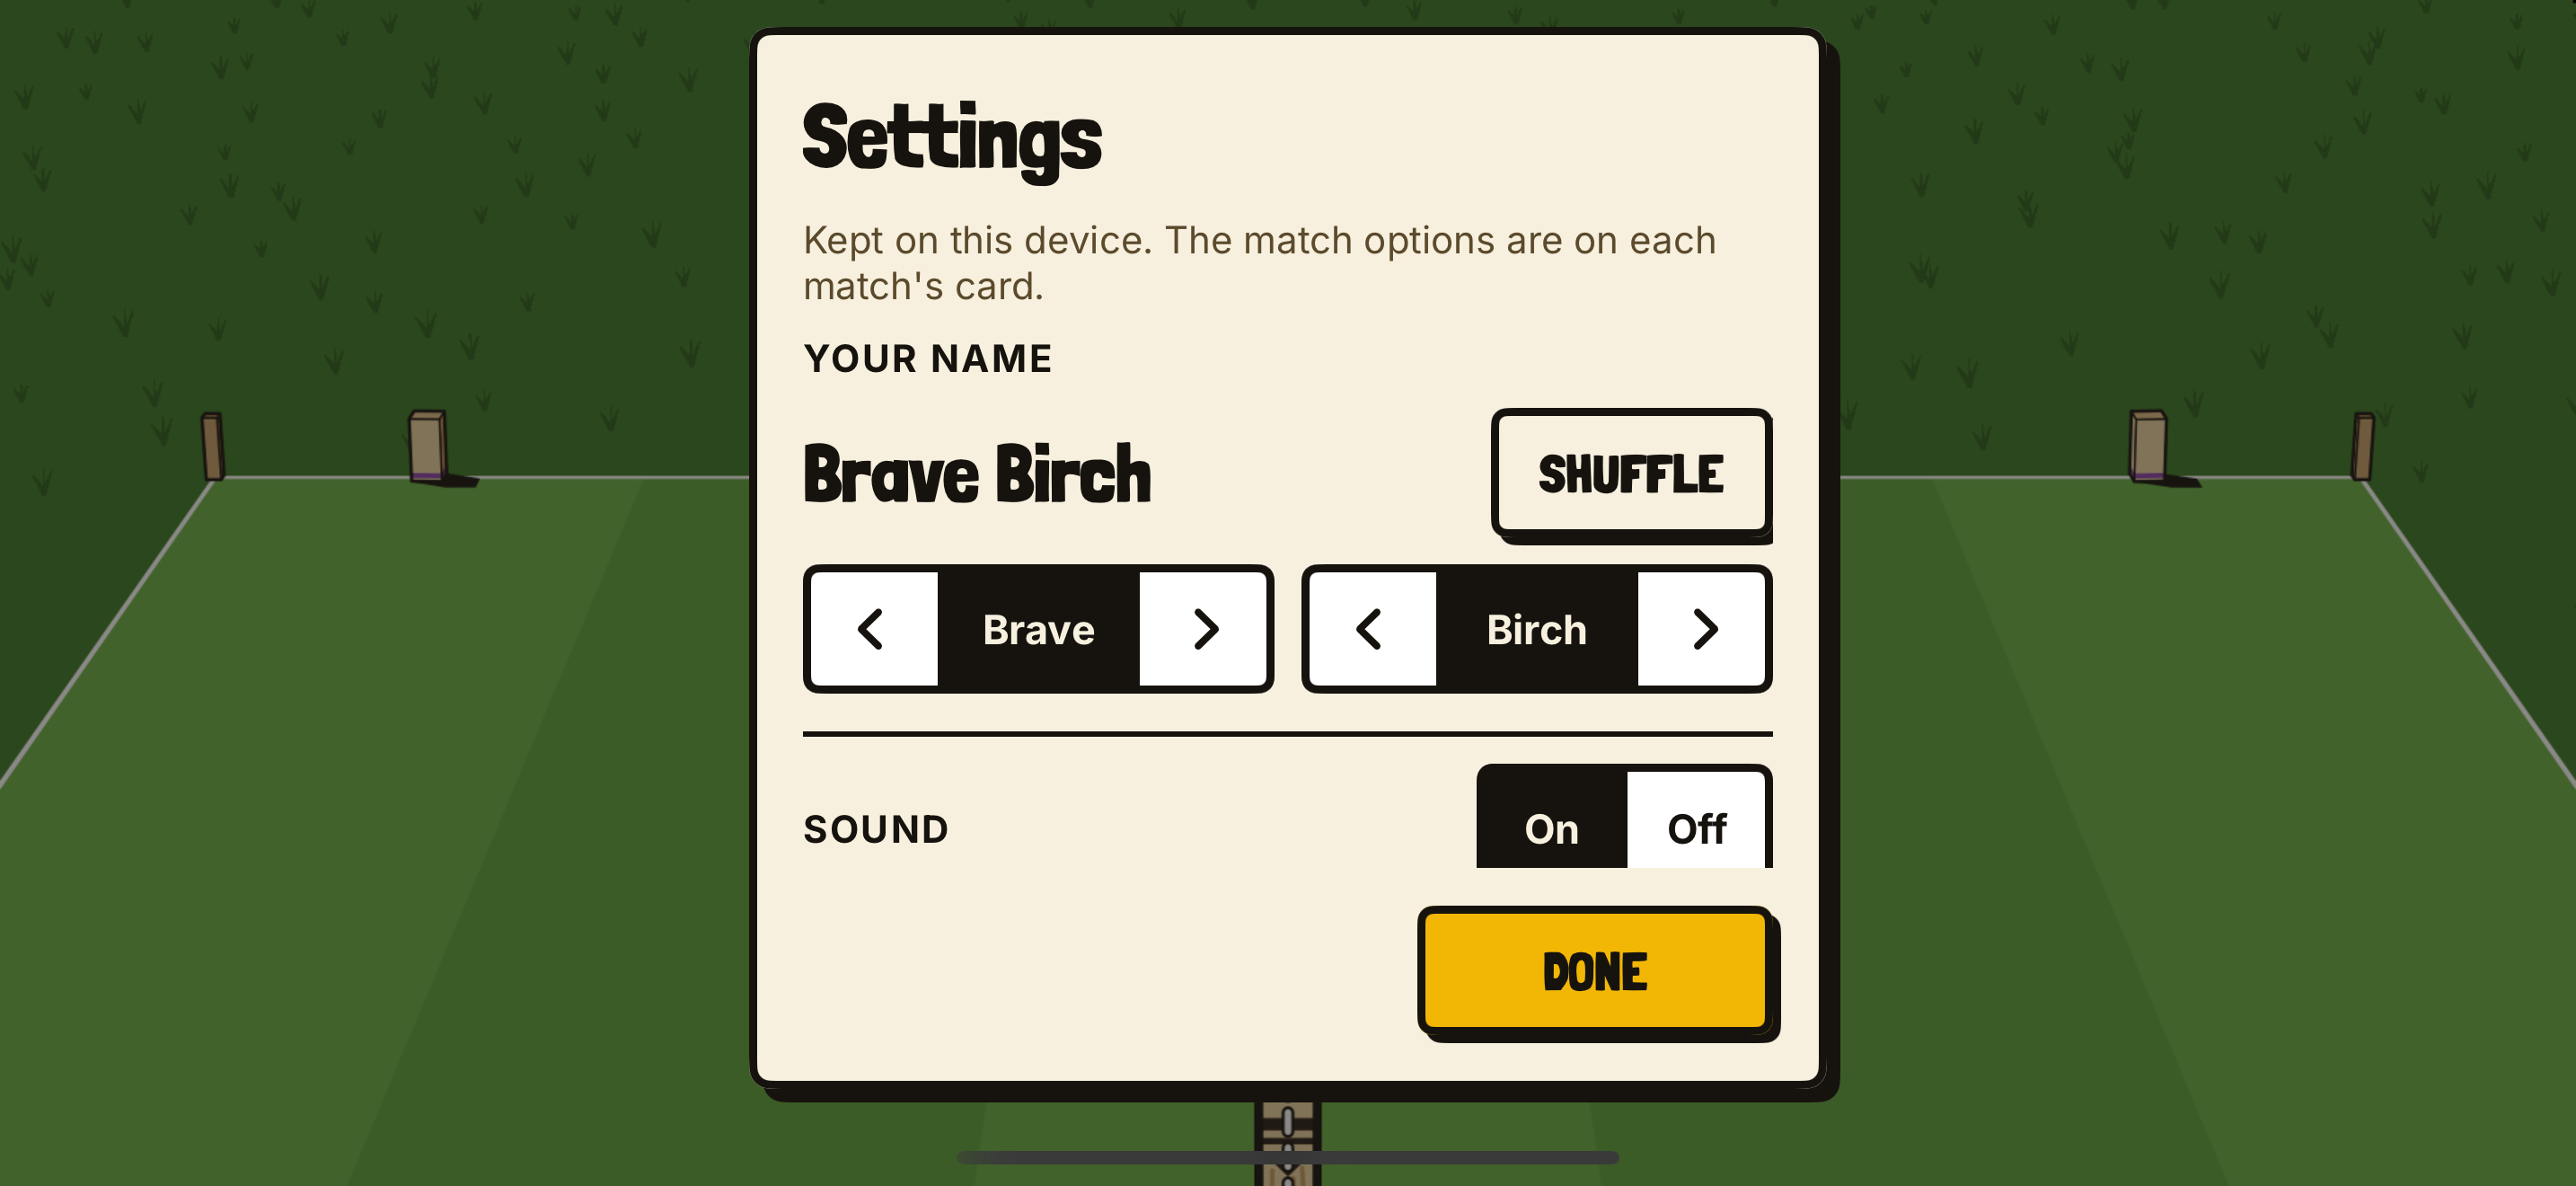 Settings
Kept on this device. The match options are on each
match's card.
YOUR NAME
Brave Birch
SHUFFLE
Brave
Birch
SOUND
On
Off
DONE